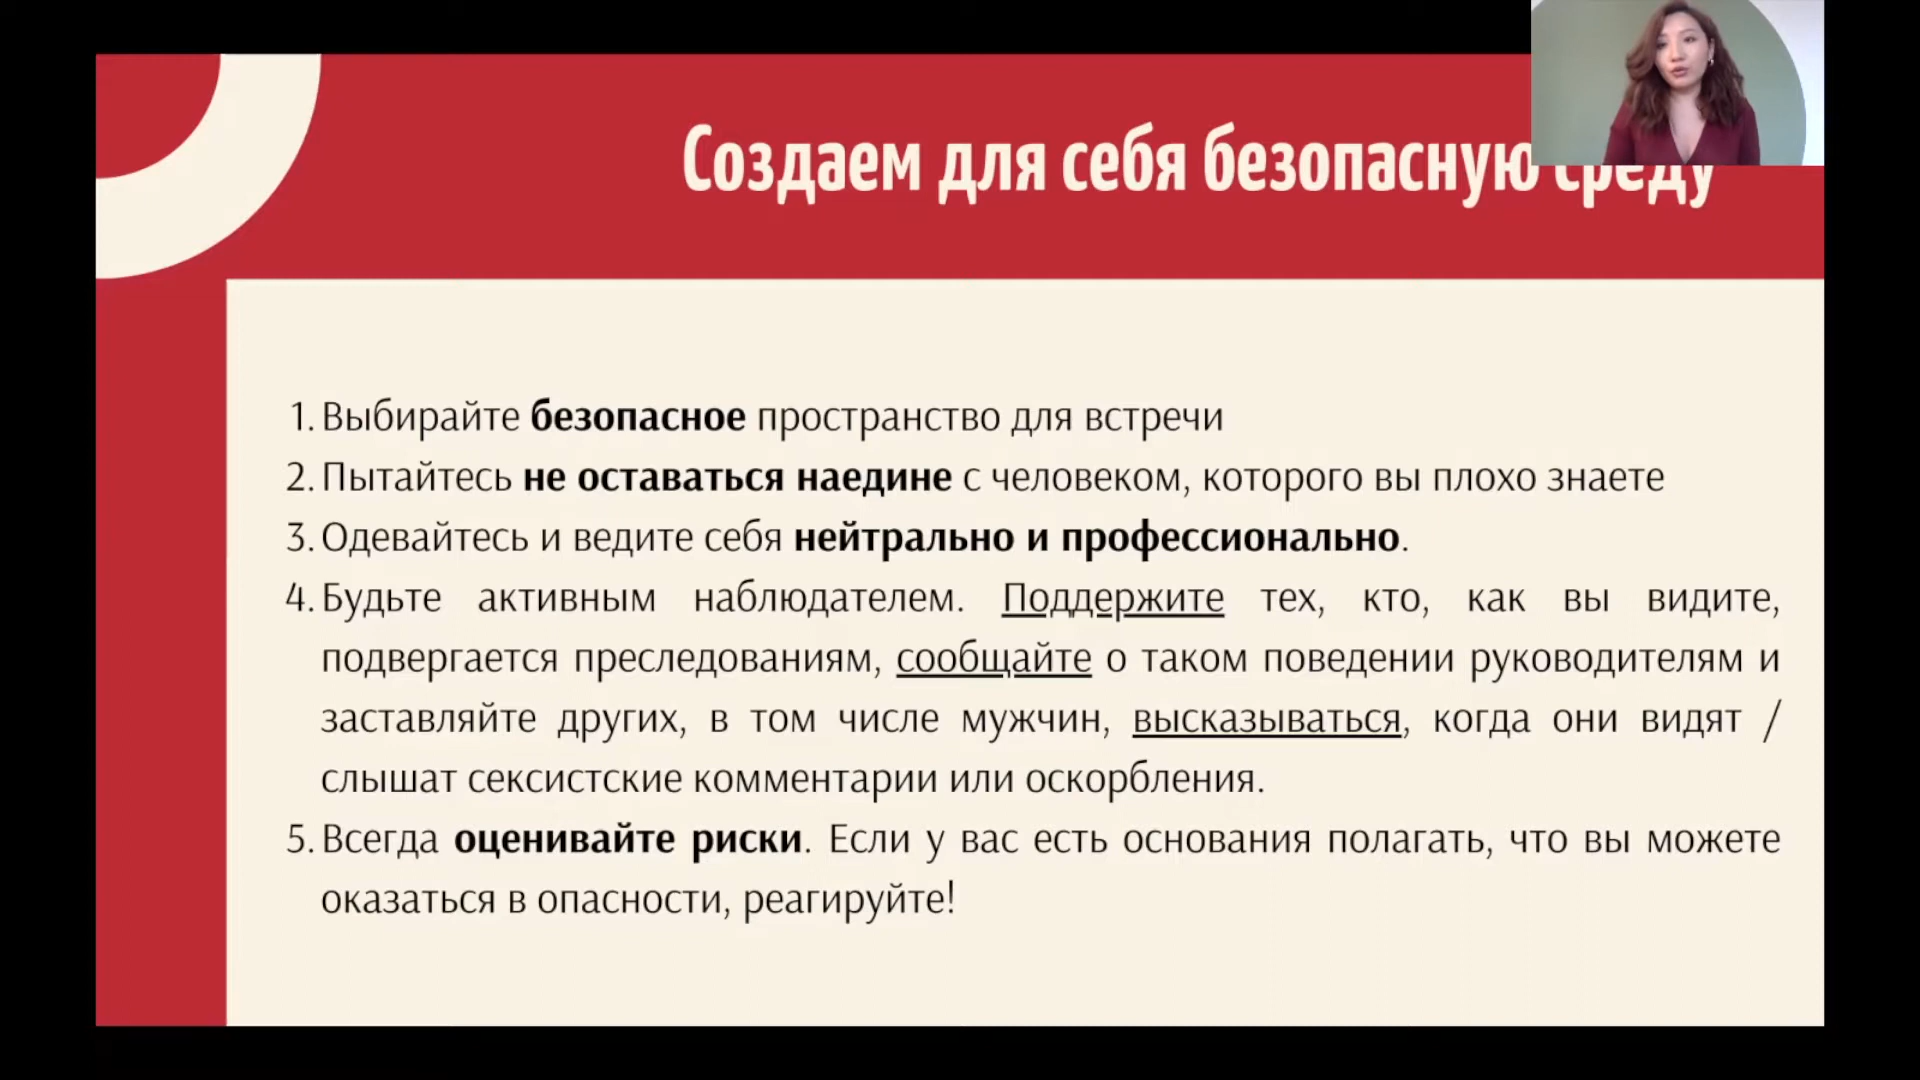 Создаем для себя безопасную среду
1. Выбирайте безопасное пространство для встречи
2. Пытайтесь не оставаться наедине с человеком, которого вы плохо знаете
3. Одевайтесь и ведите себя нейтрально и профессионально.
4. Будьте активным наблюдателем. Поддержите тех, кто, как вы видите,
подвергается преследованиям, сообщайте о таком поведении руководителям и
заставляйте других, в том числе мужчин, высказываться, когда они видят /
слышат сексистские комментарии или оскорбления.
5. Всегда оценивайте риски. Если у вас есть основания полагать, что вы можете
оказаться в опасности, реагируйте!